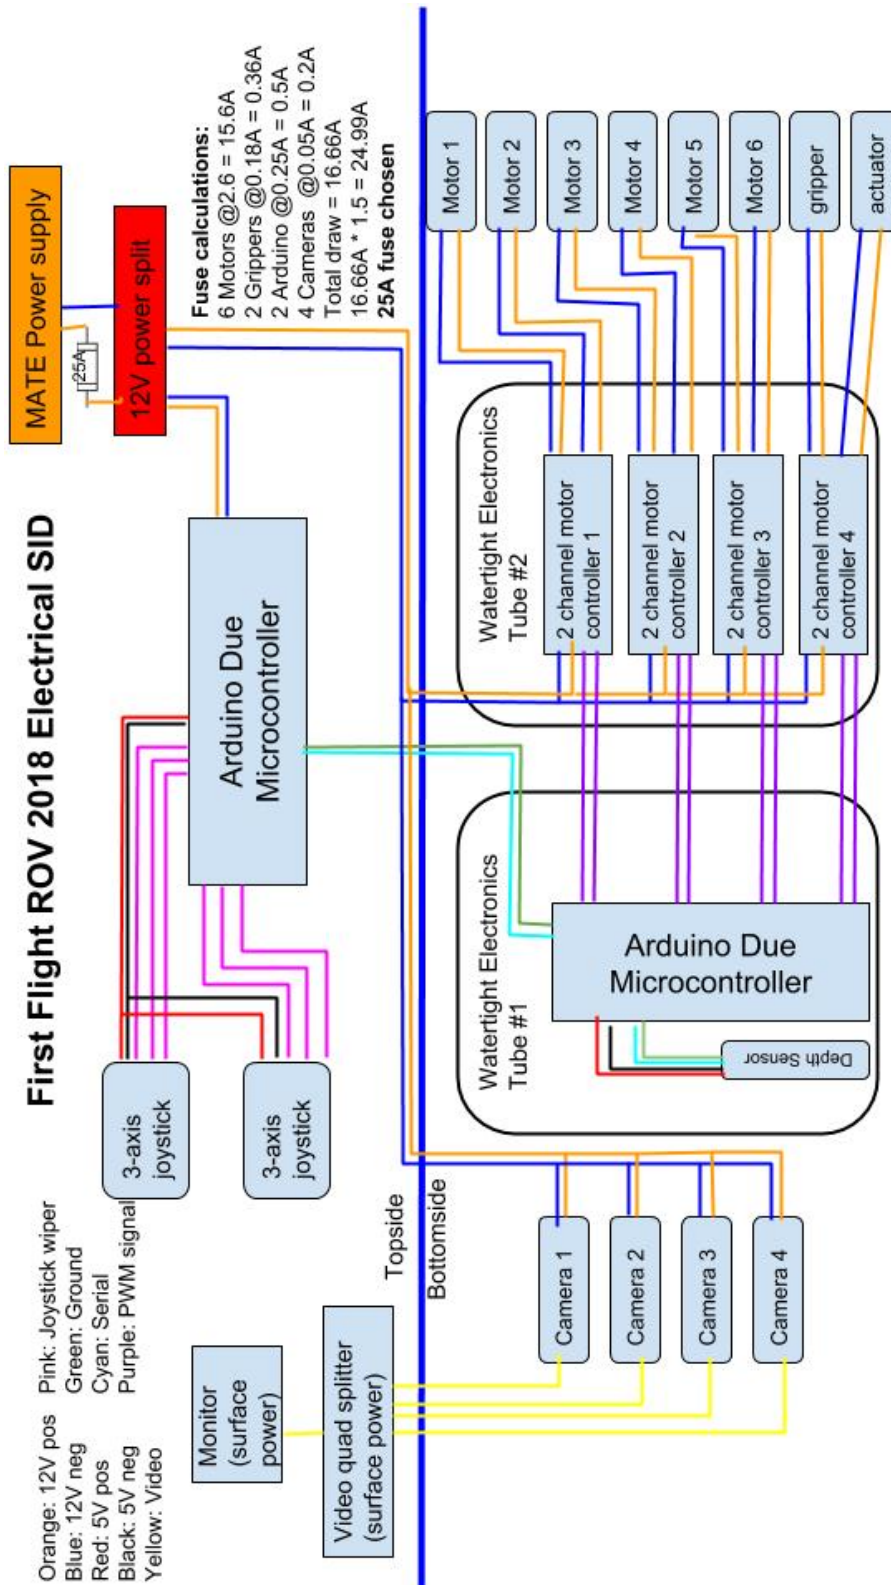 First Flight ROV 2018 Electrical SID
Orange: 12V pos
Blue: 12V neg
Red: 5V pos
Black: 5V neg
Yellow: Video
Pink: Joystick wiper
Green: Ground
Cyan: Serial
Purple: PWM signal
3-axis
joystick
3-axis
joystick
Arduino Due
Microcontroller
MATE Power supply
25A
12V power split
Fuse calculations:
6 Motors @2.6 = 15.6A
2 Grippers @0.18A = 0.36A
2 Arduino @0.25A = 0.5A
4 Cameras @0.05A = 0.2A
Total draw = 16.66A
16.66A * 1.5 = 24.99A
25A fuse chosen
Monitor
(surface
power)
Video quad splitter
(surface power)
Topside
Bottomside
Camera 1
Camera 2
Camera 3
Camera 4
Watertight Electronics
Tube #1
Arduino Due
Microcontroller
Depth Sensor
Watertight Electronics
Tube #2
2 channel motor
controller 1
2 channel motor
controller 2
2 channel motor
controller 3
2 channel motor
controller 4
Motor 1
Motor 2
Motor 3
Motor 4
Motor 5
Motor 6
gripper
actuator